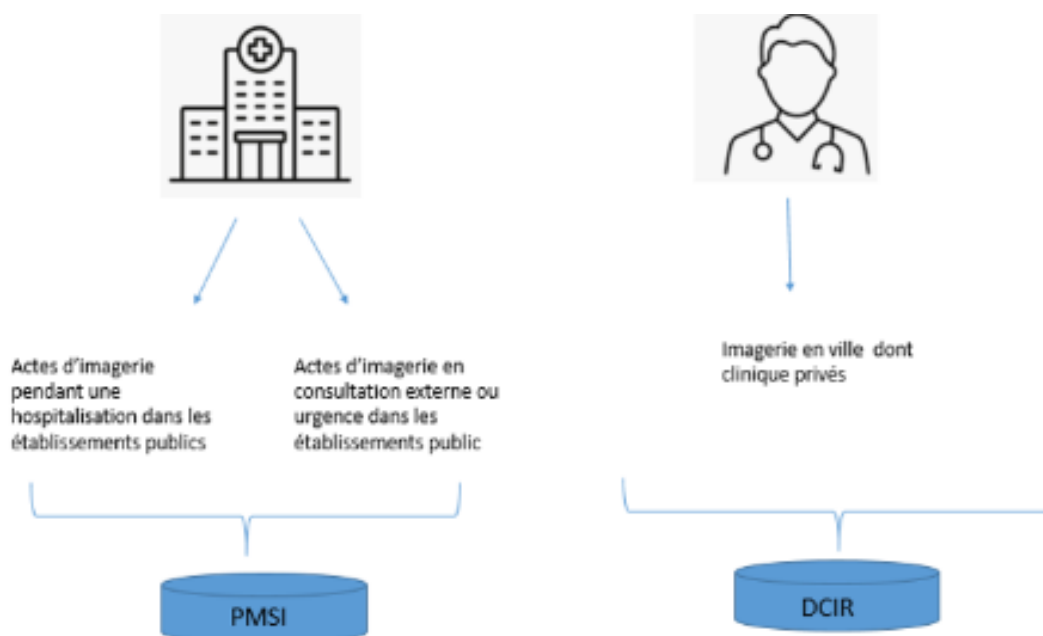 Actes d'imagerie
pendant une
hospitalisation dans les
établissements publics
Actes d'imagerie en
consultation externe ou
urgence dans les
établissements public
Imagerie en ville dont
clinique privés
PMSI
DCIR